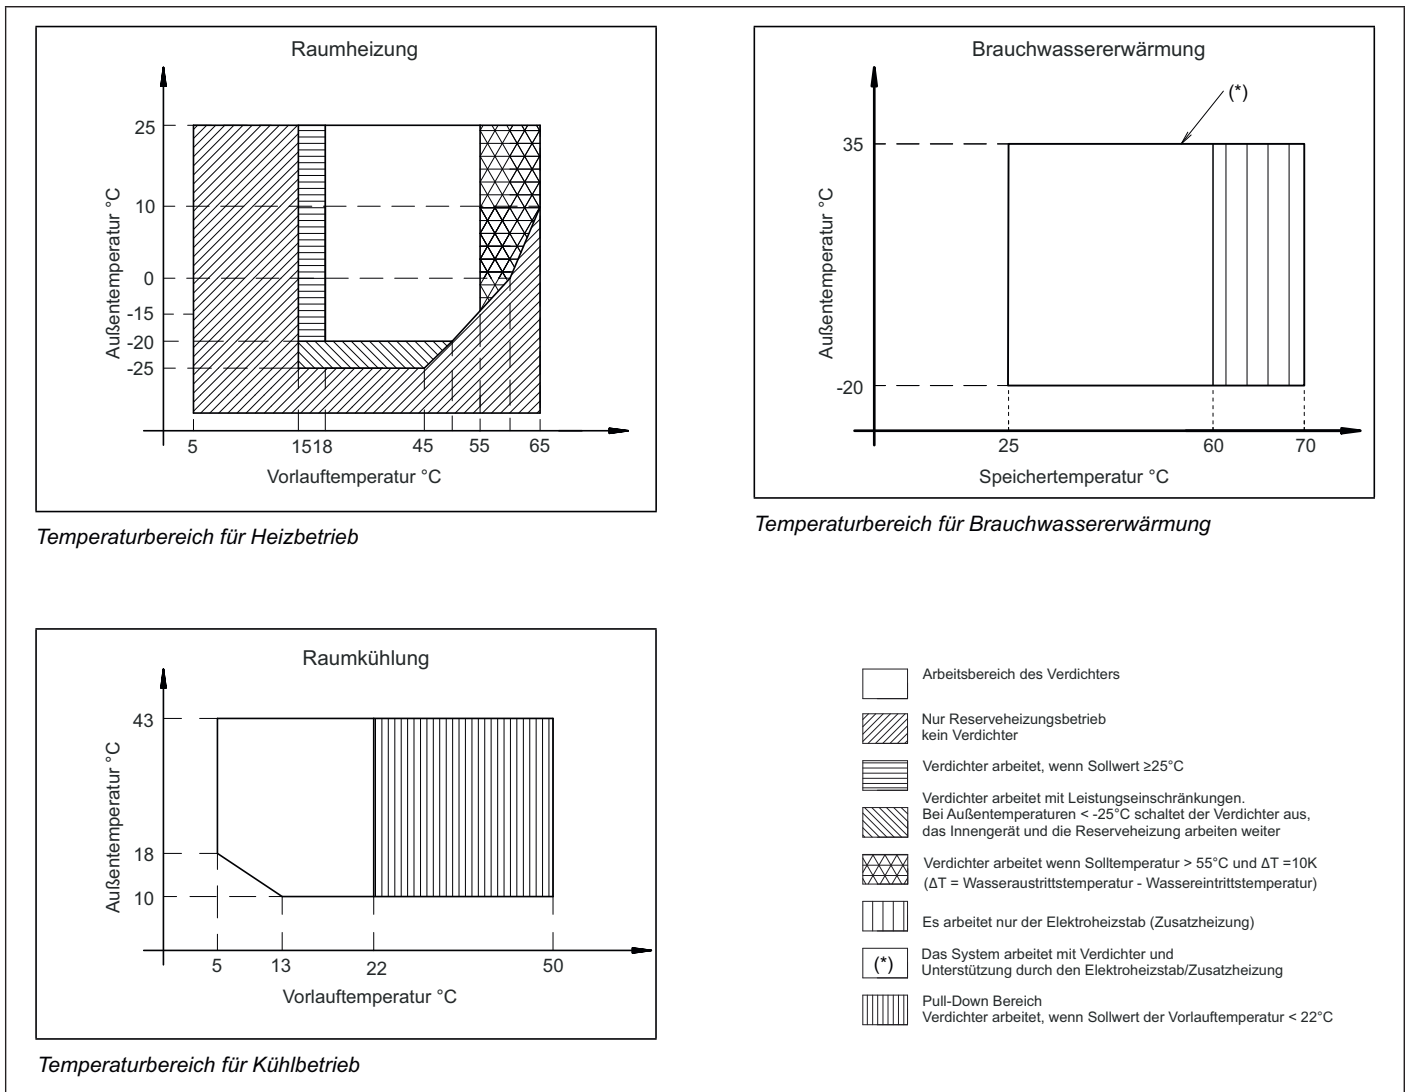 Raumheizung
25
10
0
-15
-20
-25
Außentemperatur °C
5 15 18 45 55 65
Vorlauftemperatur °C
Temperaturbereich für Heizbetrieb
Brauchwassererwärmung
(*)
35
-20
Außentemperatur °C
25 60 70
Speichertemperatur °C
Temperaturbereich für Brauchwassererwärmung
Raumkühlung
43
18
10
Außentemperatur °C
5 13 22 50
Vorlauftemperatur °C
Temperaturbereich für Kühlbetrieb
Arbeitsbereich des Verdichters
Nur Reserveheizungsbetrieb
kein Verdichter
Verdichter arbeitet, wenn Sollwert ≥25°C
Verdichter arbeitet mit Leistungseinschränkungen.
Bei Außentemperaturen < -25°C schaltet der Verdichter aus,
das Innengerät und die Reserveheizung arbeiten weiter
Verdichter arbeitet wenn Solltemperatur > 55°C und ΔT =10K
(ΔT = Wasseraustrittstemperatur - Wassereintrittstemperatur)
Es arbeitet nur der Elektroheizstab (Zusatzheizung)
(*) Das System arbeitet mit Verdichter und
Unterstützung durch den Elektroheizstab/Zusatzheizung
Pull-Down Bereich
Verdichter arbeitet, wenn Sollwert der Vorlauftemperatur < 22°C